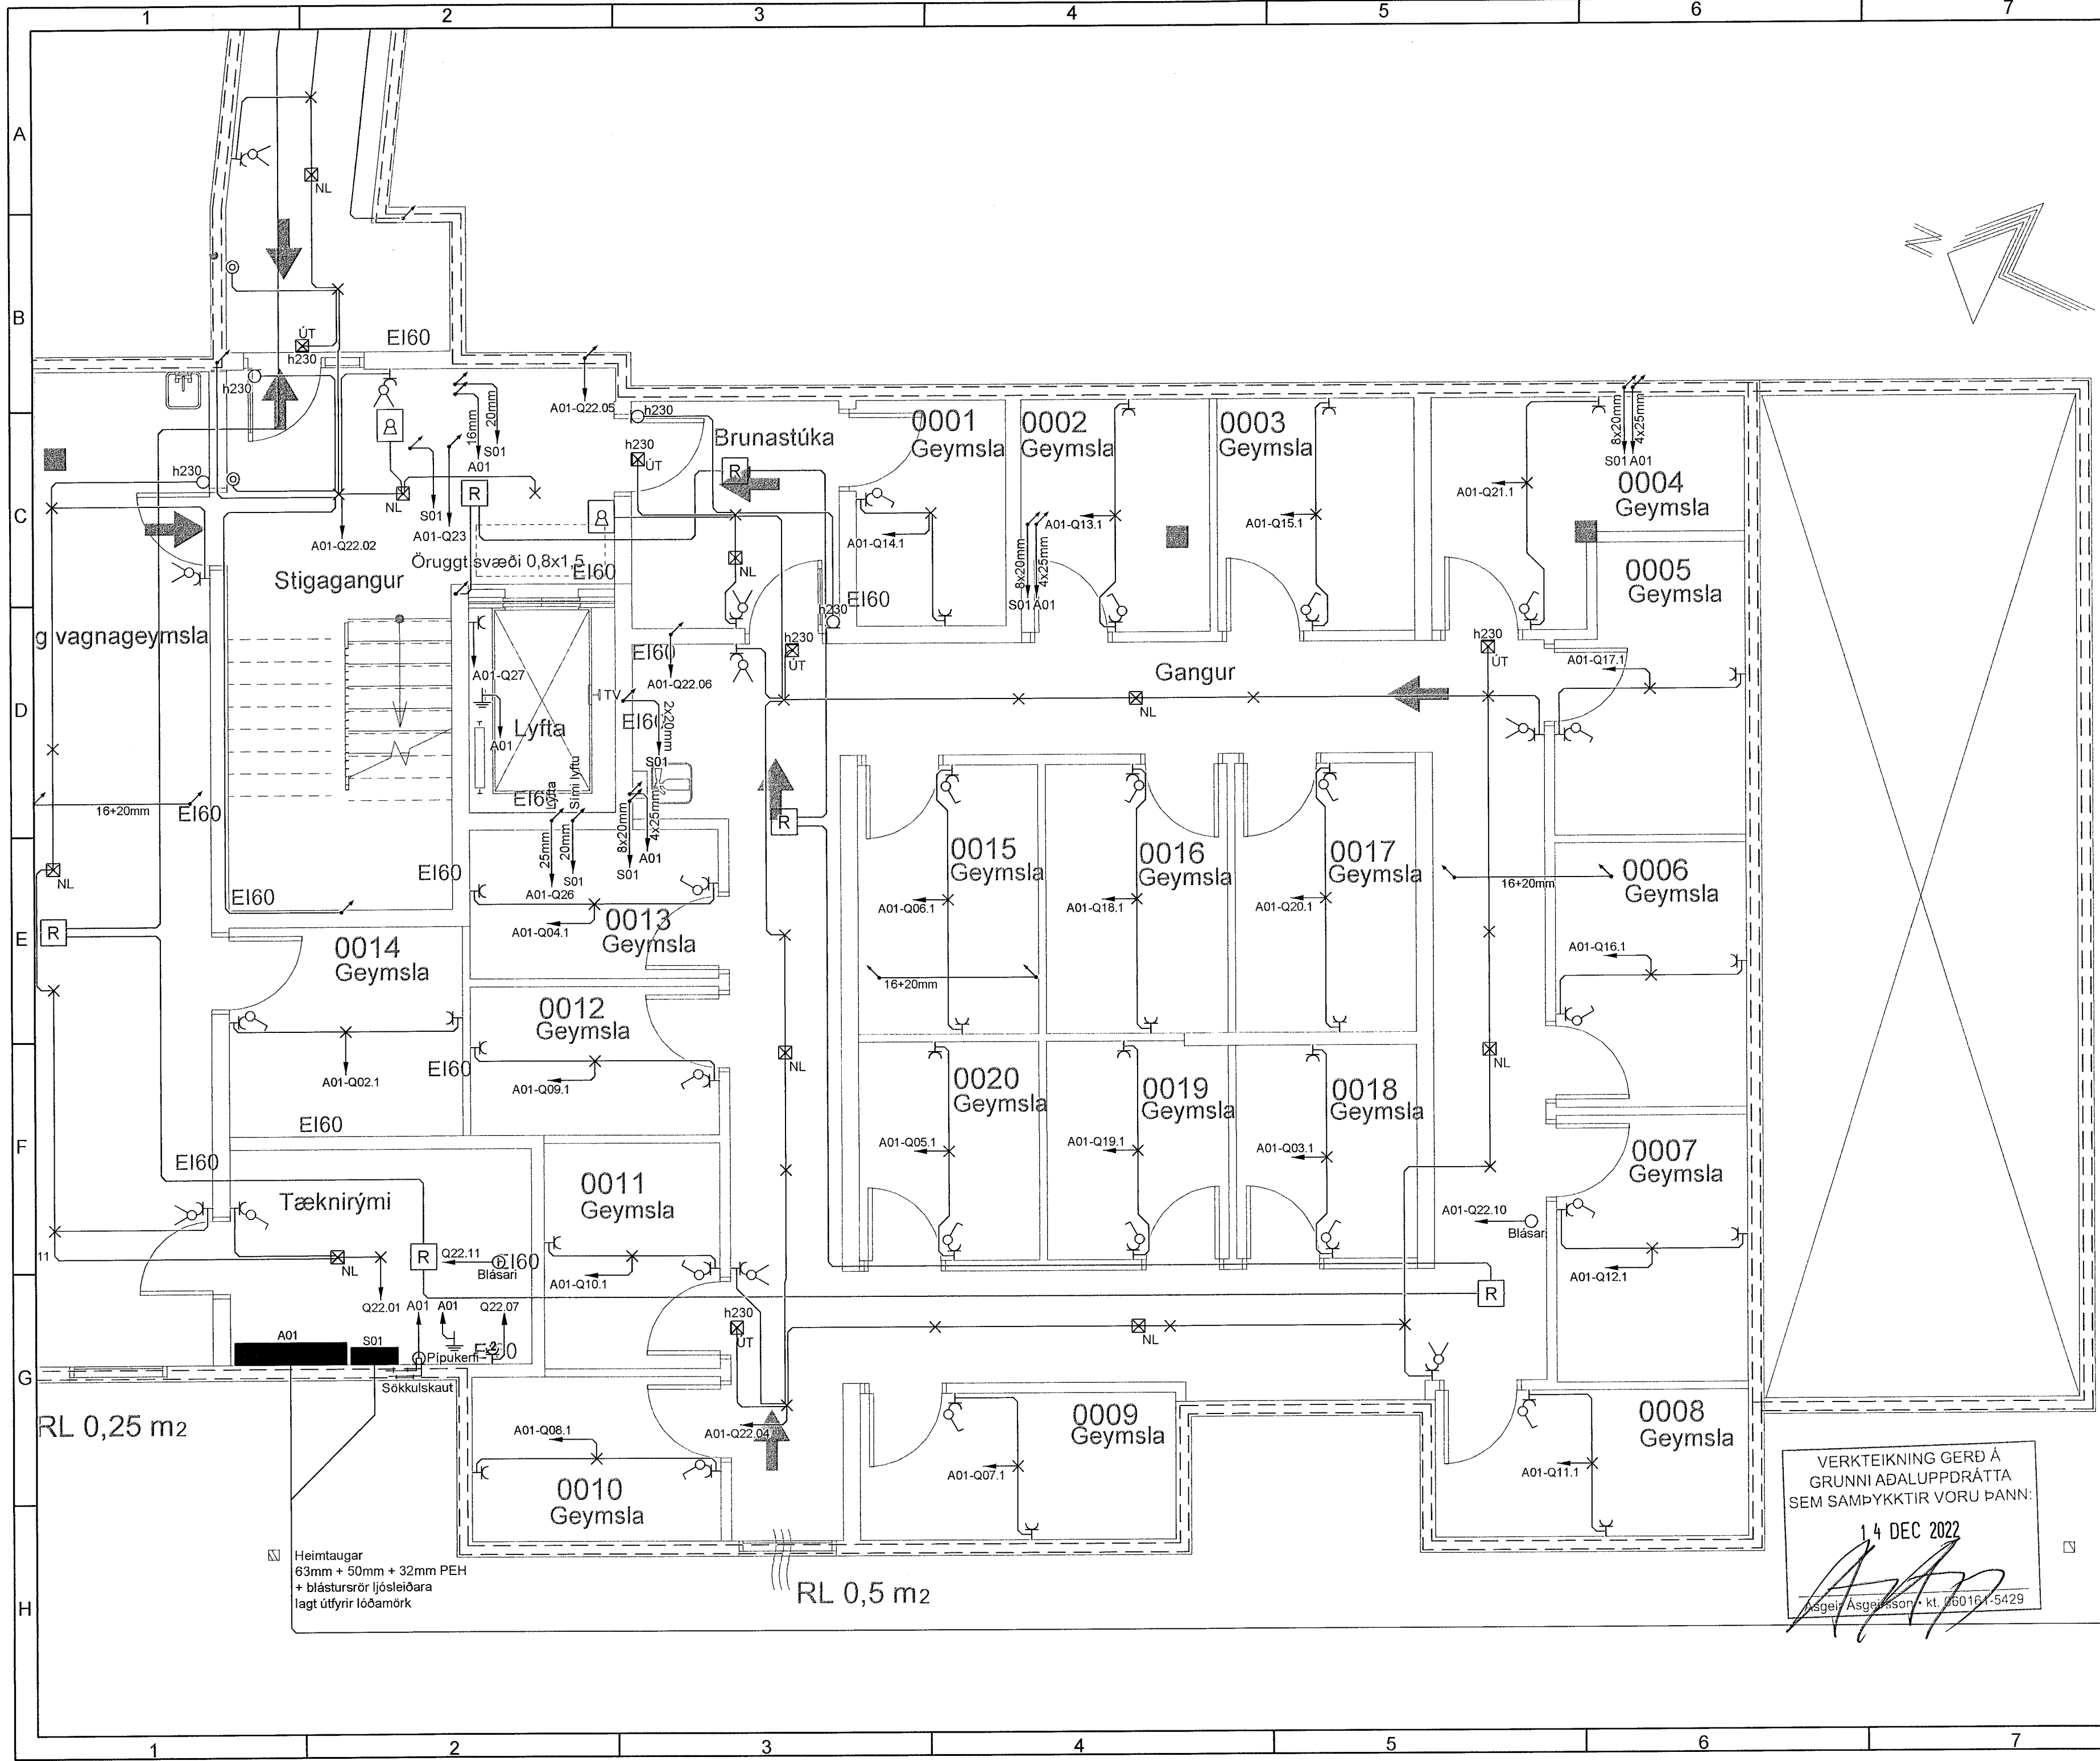 1 2 3 4 5 6 7
A
NL
B
ÚT
h230
EI60
h230
A01-Q22.05
16mm
20mm
S01
A01
h230
h230
ÚT
Brunastúka
R
0001
Geymsla
0002
Geymsla
0003
Geymsla
8x20mm
4x25mm
S01 A01
0004
Geymsla
C
h230
NL
R
S01
A01-Q23
A01-Q22.02
Öruggt svæði 0,8x1,5
EI60
NL
A01-Q14.1
A01-Q13.1
8x20mm
4x25mm
S01 A01
A01-Q15.1
A01-Q21.1
Stigagangur
h230
EI60
0005
Geymsla
g vagnageymsla
EI60
A01-Q22.06
h230
ÚT
Gangur
h230
ÚT
A01-Q17.1
D
A01-Q27
A01
Lyfta
TV
EI60
2x20mm
S01
NL
16+20mm
EI60
EI60
Lyfta
Sími lyftu
25mm
20mm
A01-Q26
S01
8x20mm
4x25mm
S01
A01
R
NL
EI60
EI60
0015
Geymsla
0016
Geymsla
0017
Geymsla
16+20mm
0006
Geymsla
A01-Q06.1
A01-Q18.1
A01-Q20.1
E
R
0014
Geymsla
A01-Q04.1
0013
Geymsla
A01-Q16.1
16+20mm
0012
Geymsla
A01-Q02.1
EI60
A01-Q09.1
NL
NL
0020
Geymsla
0019
Geymsla
0018
Geymsla
EI60
F
EI60
A01-Q05.1
A01-Q19.1
A01-Q03.1
0007
Geymsla
Tæknirými
0011
Geymsla
A01-Q22.10
Blásari
11
NL
R
Q22.11
Blásari
EI60
A01-Q10.1
A01-Q12.1
R
Q22.01
A01
A01
Q22.07
h230
ÚT
NL
A01
S01
Pípukerfi
G
Sökkulskaut
RL 0,25 m2
A01-Q08.1
A01-Q22.04
0009
Geymsla
0008
Geymsla
A01-Q07.1
A01-Q11.1
0010
Geymsla
VERKTEIKNING GERÐ Á
GRUNNI AÐALUPPDRÁTTA
SEM SAMÞYKKTIR VORU ÞANN:
14 DEC 2022
Ásgeir Ásgeirsson • kt. 060161-5429
Heimtaugar
63mm + 50mm + 32mm PEH
+ blástursrör ljósleiðara
lagt útfyrir lóðamörk
H
RL 0,5 m2
1 2 3 4 5 6 7